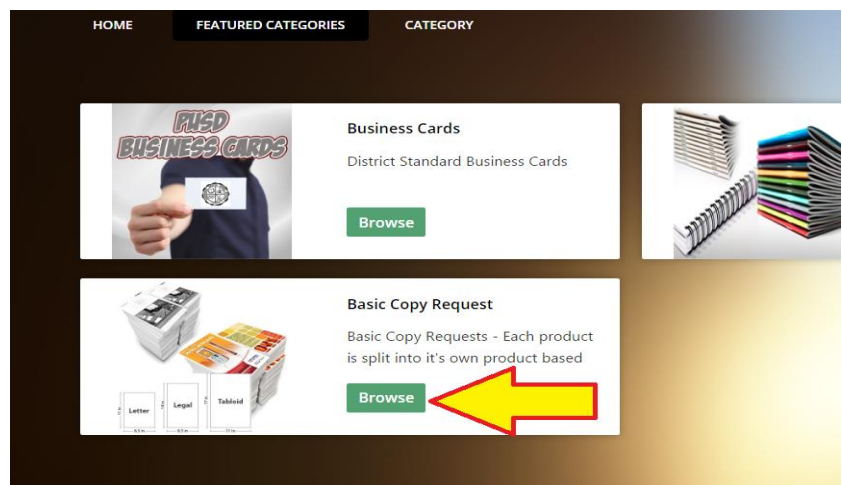 HOME FEATURED CATEGORIES CATEGORY
PUSD
BUSINESS CARDS
Business Cards
District Standard Business Cards
Browse
Basic Copy Request
Basic Copy Requests - Each product
is split into it's own product based
Browse
Letter
Legal
Tabloid